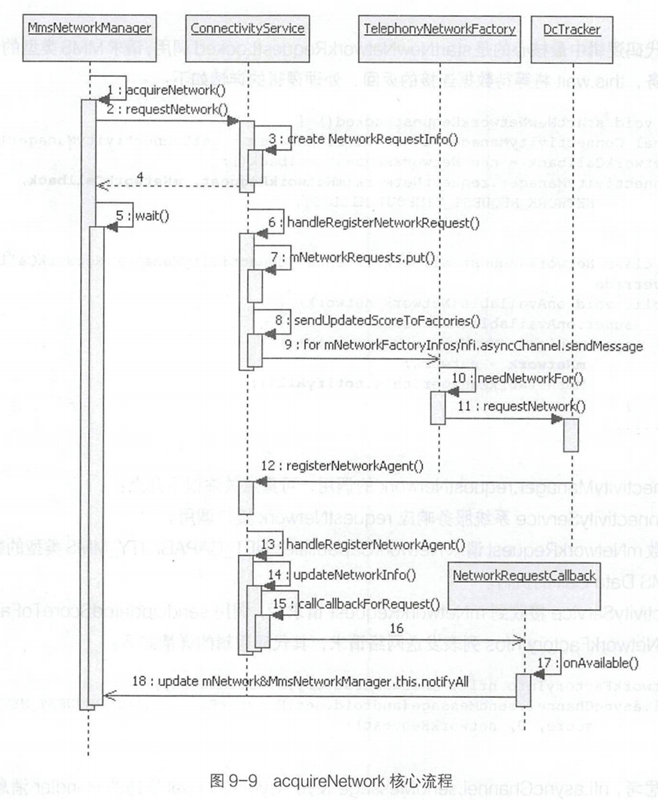 MmsNetworkManager
ConnectivityService
TelephonyNetworkFactory
DcTracker
1 : acquireNetwork()
2 : requestNetwork()
3 : create NetworkRequestInfo()
4
5 : wait()
6 : handleRegisterNetworkRequest()
7 : mNetworkRequests.put()
8 : sendUpdatedScoreToFactories()
9 : for mNetworkFactoryInfos/nfi.asyncChannel.sendMessage
10 : needNetworkFor()
11 : requestNetwork()
12 : registerNetworkAgent()
13 : handleRegisterNetworkAgent()
14 : updateNetworkInfo()
NetworkRequestCallback
15 : callCallbackForRequest()
16
17 : onAvailable()
18 : update mNetwork&MmsNetworkManager.this.notifyAll
图 9-9 acquireNetwork 核心流程